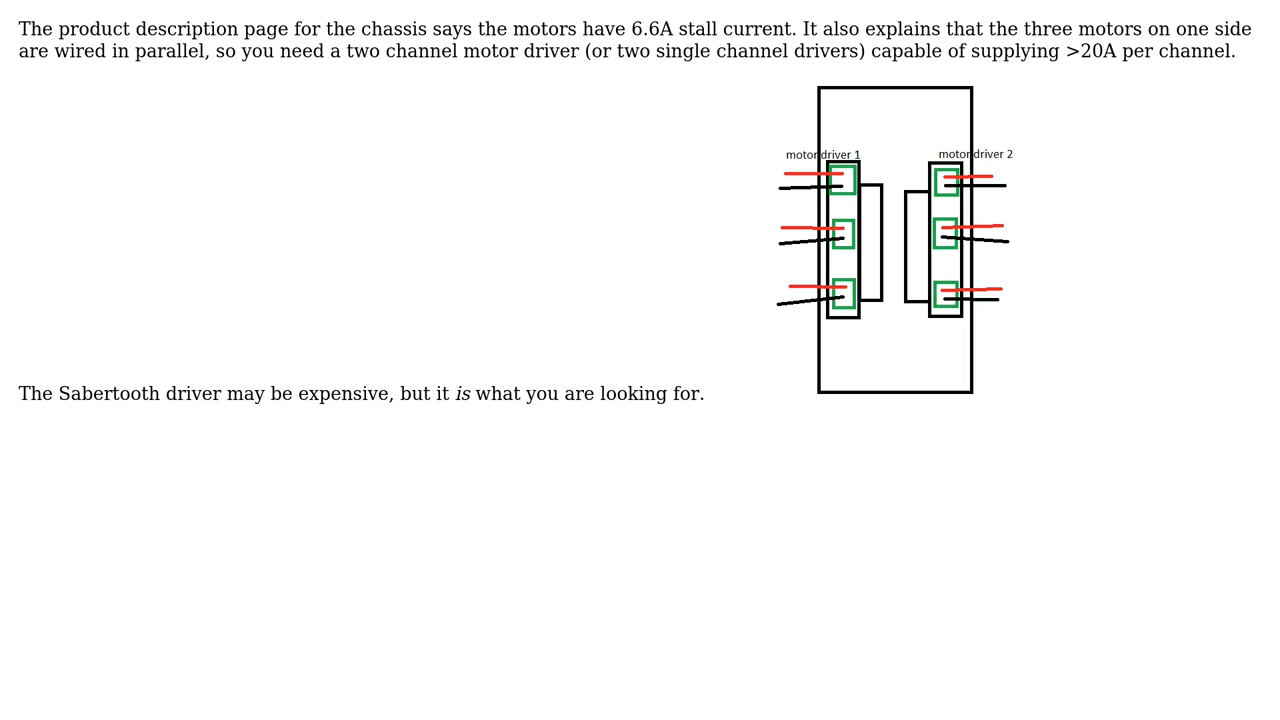 The product description page for the chassis says the motors have 6.6A stall current. It also explains that the three motors on one side
are wired in parallel, so you need a two channel motor driver (or two single channel drivers) capable of supplying >20A per channel.
motor driver 1
motor driver 2
The Sabertooth driver may be expensive, but it is what you are looking for.